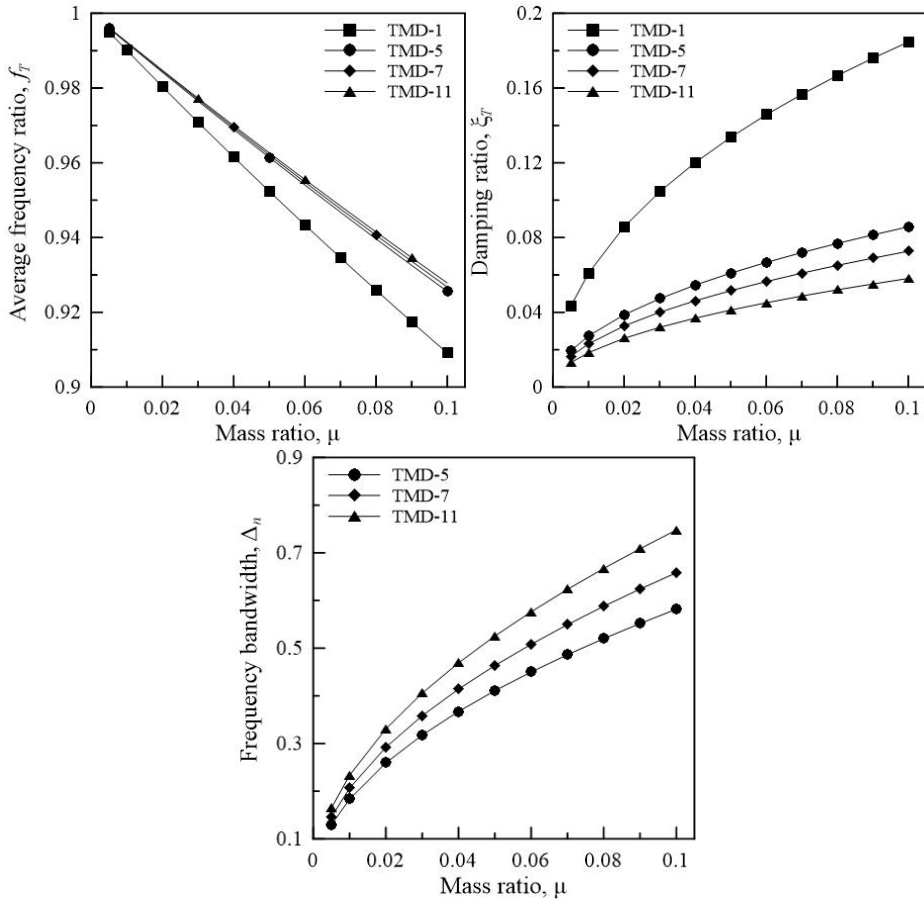 Average frequency ratio, f_T
1
0.98
0.96
0.94
0.92
0.9
TMD-1
TMD-5
TMD-7
TMD-11
0
0.02
0.04
0.06
0.08
0.1
Mass ratio, μ
Damping ratio, ξ_T
0.2
0.16
0.12
0.08
0.04
0
TMD-1
TMD-5
TMD-7
TMD-11
0
0.02
0.04
0.06
0.08
0.1
Mass ratio, μ
Frequency bandwidth, Δ_n
0.9
0.7
0.5
0.3
0.1
TMD-5
TMD-7
TMD-11
0
0.02
0.04
0.06
0.08
0.1
Mass ratio, μ